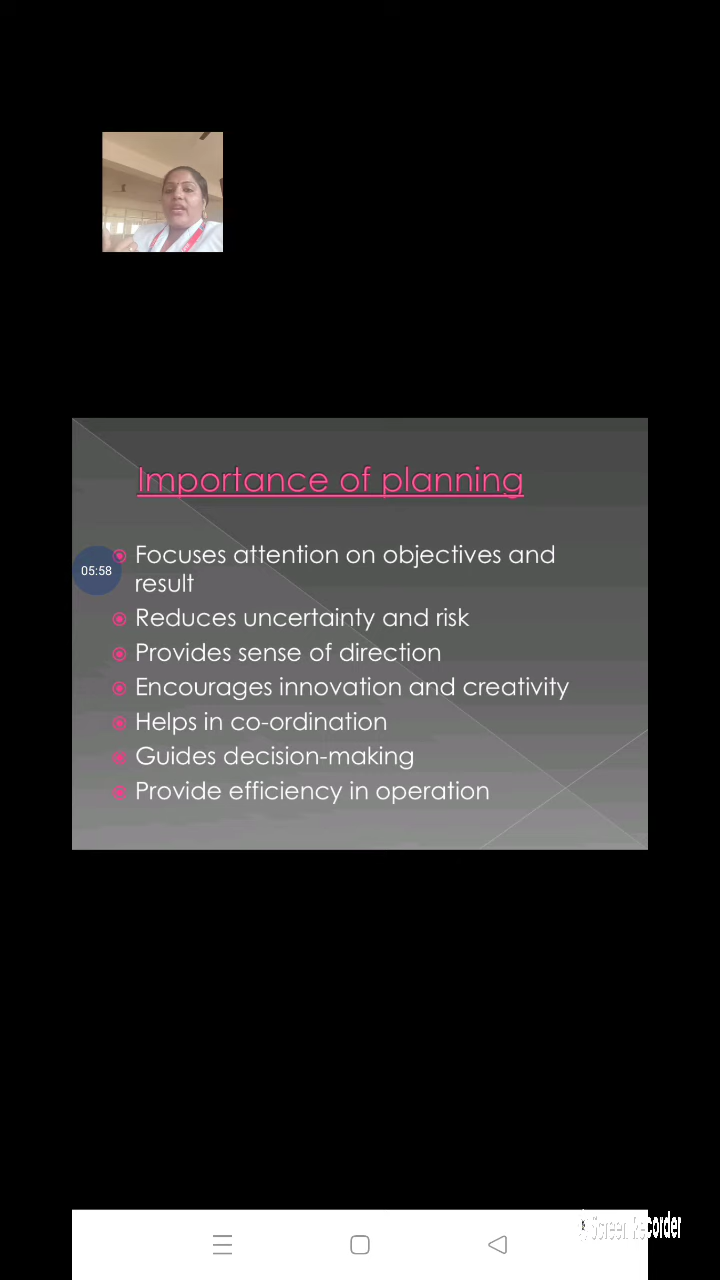 Importance of planning
Focuses attention on objectives and
result
05:58
Reduces uncertainty and risk
Provides sense of direction
Encourages innovation and creativity
Helps in co-ordination
Guides decision-making
Provide efficiency in operation
Screen Recorder